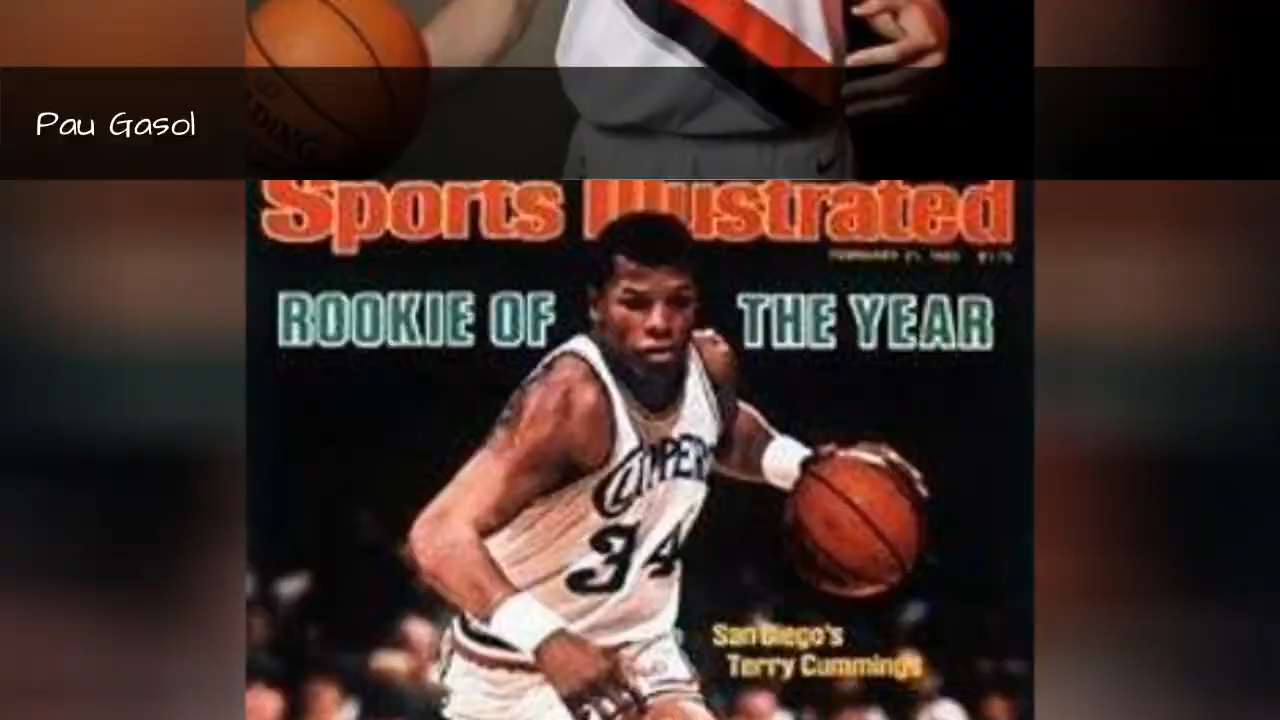 Pau Gasol
Sports Illustrated
ROOKIE OF THE YEAR
CLIPPERS
34
San Diego's
Terry Cummings